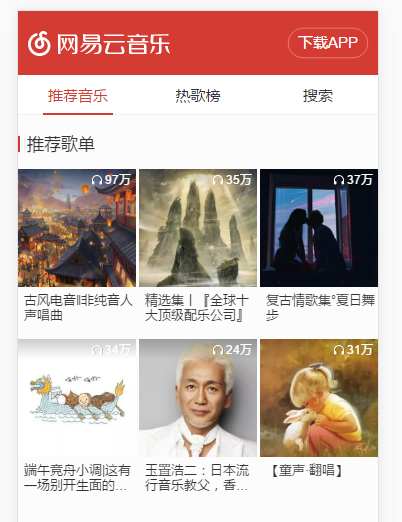 网易云音乐
下载APP
推荐音乐
热歌榜
搜索
推荐歌单
97万
35万
37万
古风电音‖非纯音人
声唱曲
精选集丨『全球十
大顶级配乐公司』
复古情歌集°夏日舞
步
34万
24万
31万
端午竞舟小调|这有
一场别开生面的...
玉置浩二：日本流
行音乐教父，香...
【童声·翻唱】